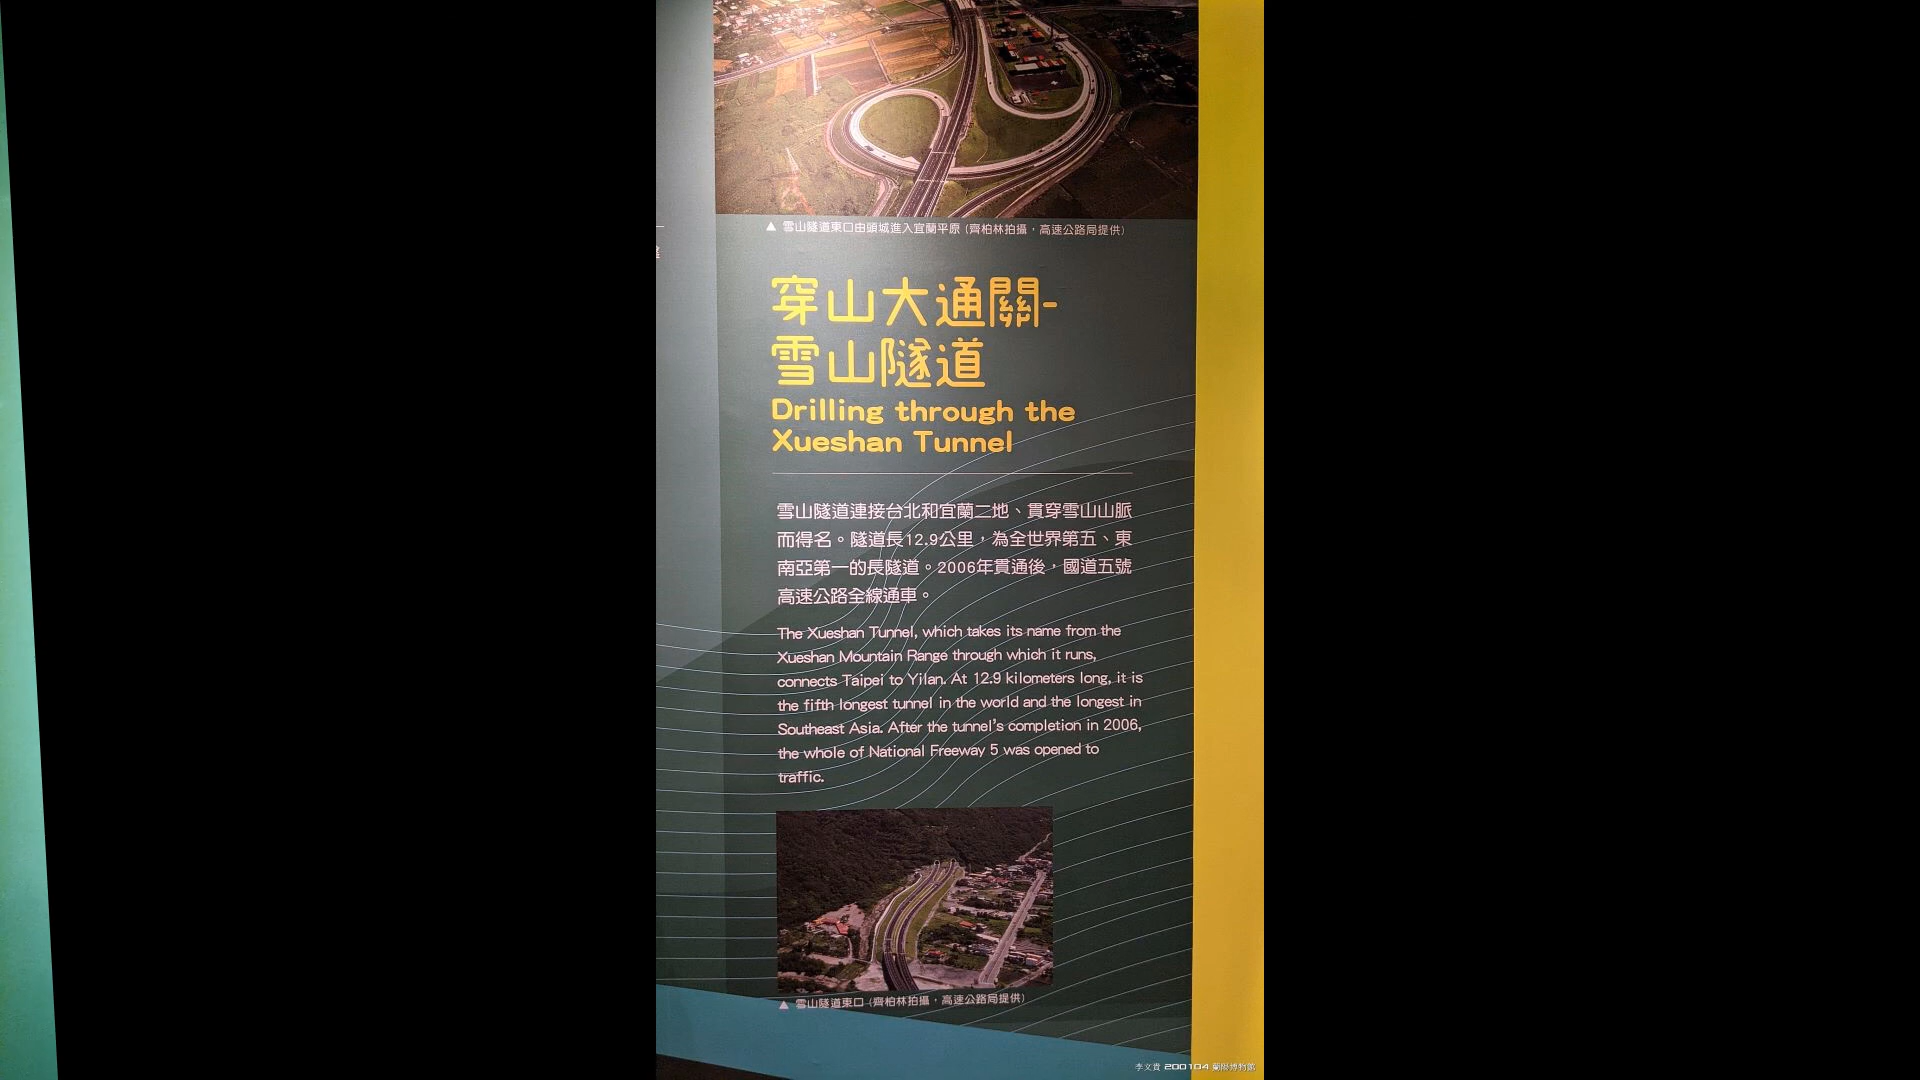 ▲ 雪山隧道東口由頭城進入宜蘭平原 (齊柏林拍攝，高速公路局提供)
穿山大通關-
雪山隧道
Drilling through the
Xueshan Tunnel
雪山隧道連接台北和宜蘭二地、貫穿雪山山脈
而得名。隧道長12.9公里，為全世界第五、東
南亞第一的長隧道。2006年貫通後，國道五號
高速公路全線通車。
The Xueshan Tunnel, which takes its name from the
Xueshan Mountain Range through which it runs,
connects Taipei to Yilan. At 12.9 kilometers long, it is
the fifth longest tunnel in the world and the longest in
Southeast Asia. After the tunnel's completion in 2006,
the whole of National Freeway 5 was opened to
traffic.
▲ 雪山隧道東口 (齊柏林拍攝，高速公路局提供)
李文貴 200104 蘭陽博物館